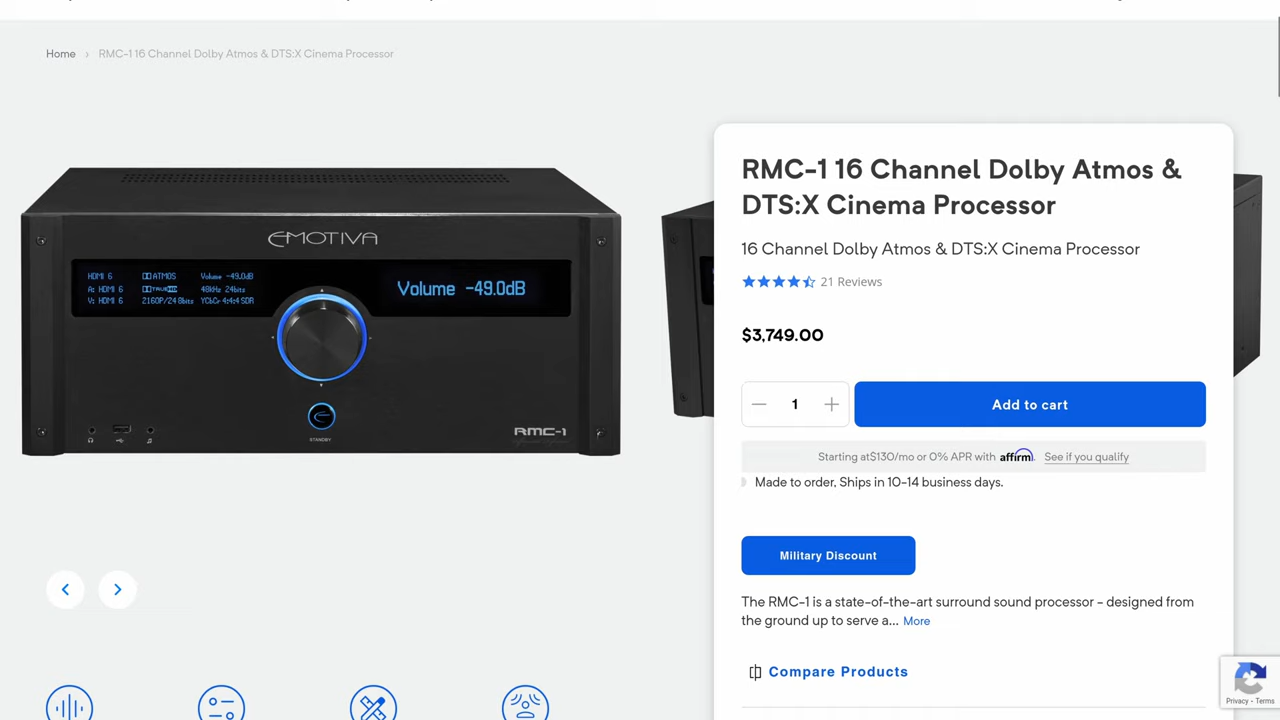 Home › RMC-1 16 Channel Dolby Atmos & DTS:X Cinema Processor
EMOTIVA
HDMI 6 ATMOS Volume -49.0dB
A: HDMI 6 TRUEHD 48kHz 24bits
V: HDMI 6 2160P/24 8bits YCbCr 4:4:4 SDR
Volume -49.0dB
STANDBY
RMC-1
RMC-1 16 Channel Dolby Atmos &
DTS:X Cinema Processor
16 Channel Dolby Atmos & DTS:X Cinema Processor
21 Reviews
$3,749.00
1
Add to cart
Starting at$130/mo or 0% APR with affirm. See if you qualify
Made to order, Ships in 10-14 business days.
Military Discount
The RMC-1 is a state-of-the-art surround sound processor – designed from
the ground up to serve a... More
Compare Products
Privacy - Terms